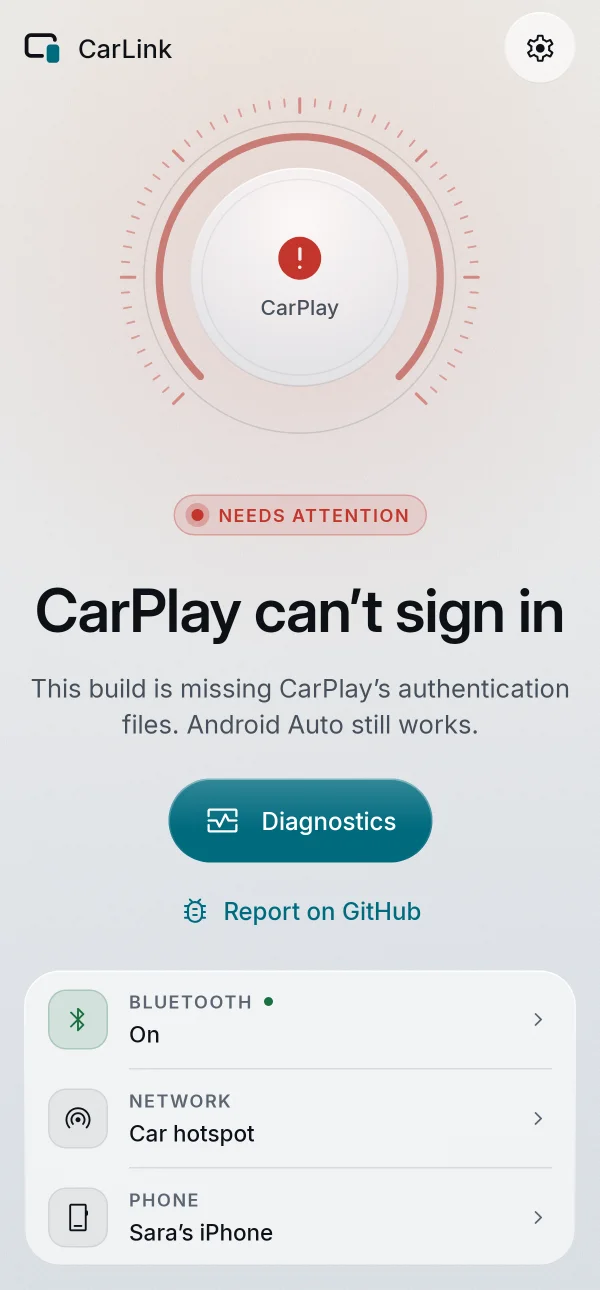 CarLink
CarPlay
NEEDS ATTENTION
CarPlay can’t sign in
This build is missing CarPlay’s authentication
files. Android Auto still works.
Diagnostics
Report on GitHub
BLUETOOTH
On
NETWORK
Car hotspot
PHONE
Sara’s iPhone